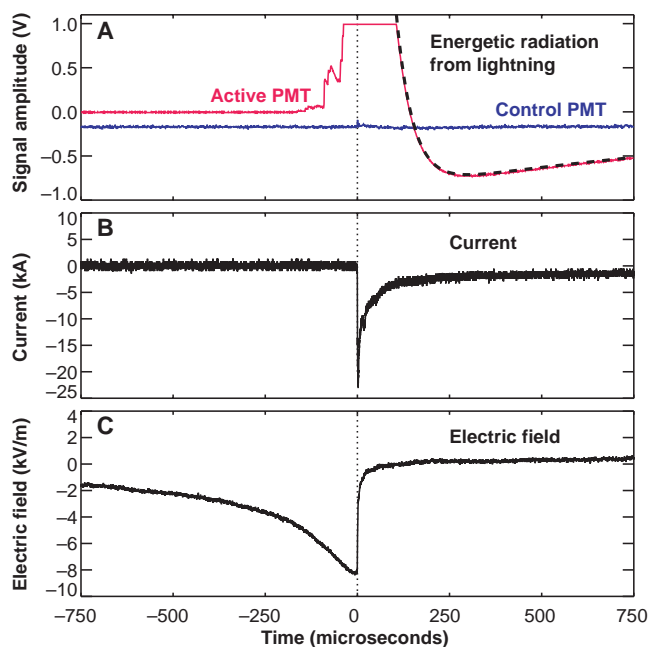 A
Signal amplitude (V)
1.0
0.5
0.0
–0.5
–1.0
Active PMT
Energetic radiation
from lightning
Control PMT
B
Current (kA)
10
5
0
–5
–10
–15
–20
–25
Current
C
Electric field (kV/m)
4
2
0
–2
–4
–6
–8
–10
Electric field
–750
–500
–250
0
250
500
750
Time (microseconds)